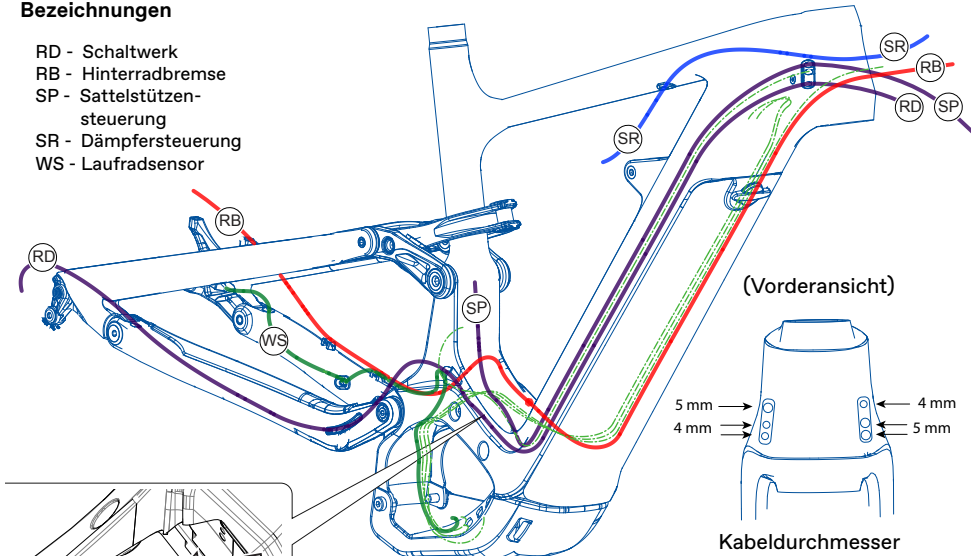 Bezeichnungen
RD - Schaltwerk
RB - Hinterradbremse
SP - Sattelstützen-
steuerung
SR - Dämpfersteuerung
WS - Laufradsensor
SR
RB
RD
SP
SR
RB
RD
SP
WS
(Vorderansicht)
5 mm
4 mm
4 mm
5 mm
Kabeldurchmesser